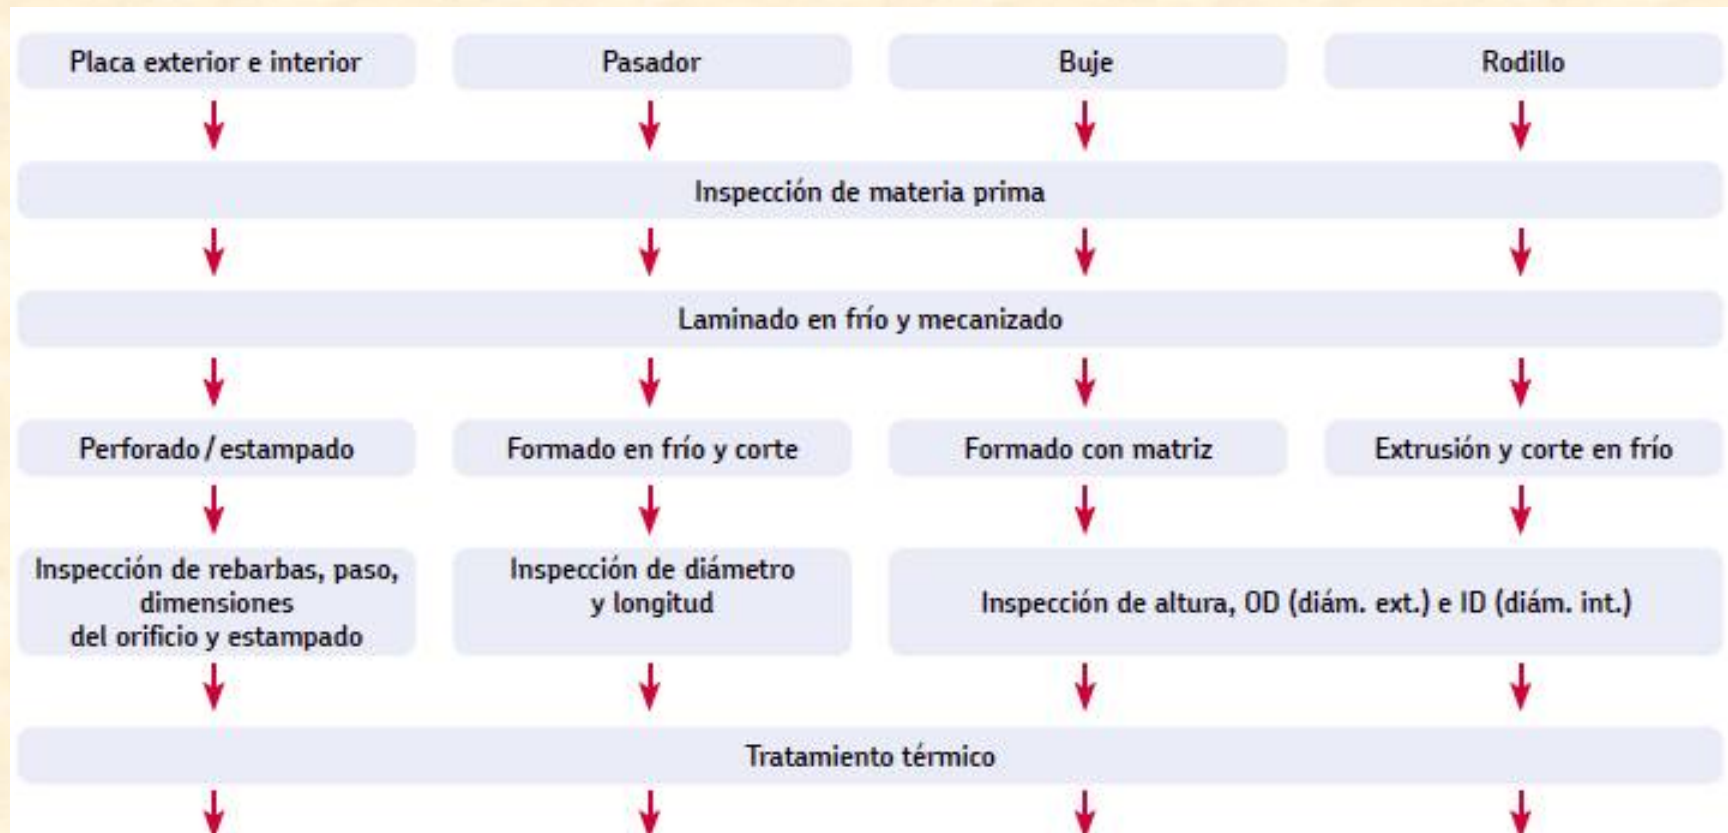 Placa exterior e interior
Pasador
Buje
Rodillo
Inspección de materia prima
Laminado en frío y mecanizado
Perforado / estampado
Formado en frío y corte
Formado con matriz
Extrusión y corte en frío
Inspección de rebarbas, paso,
dimensiones
del orificio y estampado
Inspección de diámetro
y longitud
Inspección de altura, OD (diám. ext.) e ID (diám. int.)
Tratamiento térmico